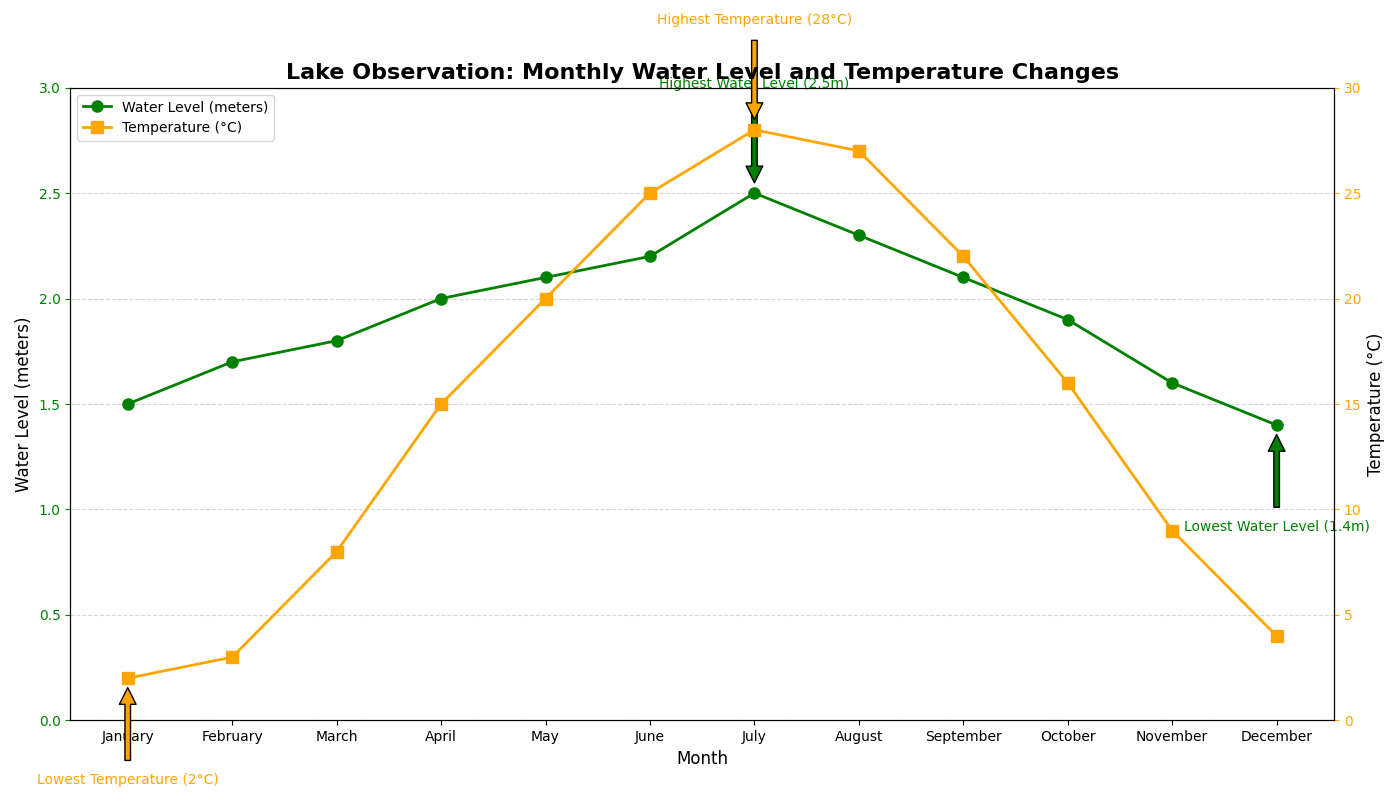 Highest Temperature (28°C)
Lake Observation: Monthly Water Level and Temperature Changes
Highest Water Level (2.5m)
Water Level (meters)
Temperature (°C)
3.0
2.5
2.0
1.5
1.0
0.5
0.0
Water Level (meters)
30
25
20
15
10
5
0
Temperature (°C)
Lowest Water Level (1.4m)
January February March April May June July August September October November December
Month
Lowest Temperature (2°C)